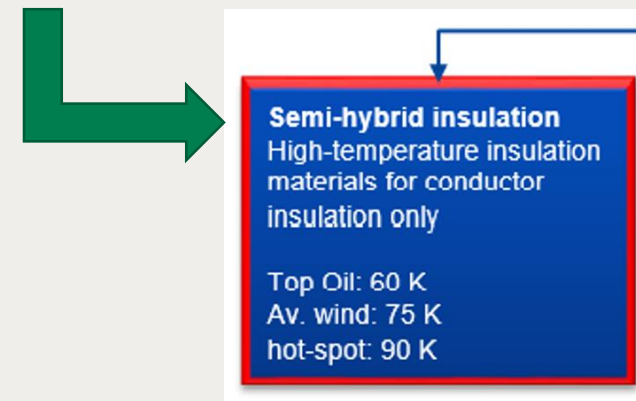 Semi-hybrid insulation
High-temperature insulation
materials for conductor
insulation only
Top Oil: 60 K
Av. wind: 75 K
hot-spot: 90 K